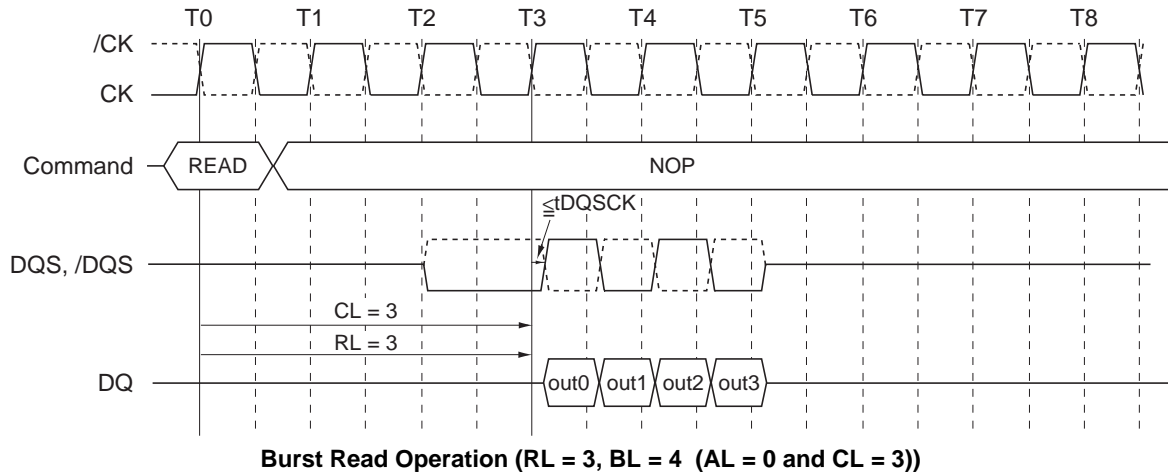 T0 T1 T2 T3 T4 T5 T6 T7 T8
/CK
CK
Command READ NOP
≦tDQSCK
DQS, /DQS
CL = 3
RL = 3
DQ out0 out1 out2 out3
Burst Read Operation (RL = 3, BL = 4 (AL = 0 and CL = 3))